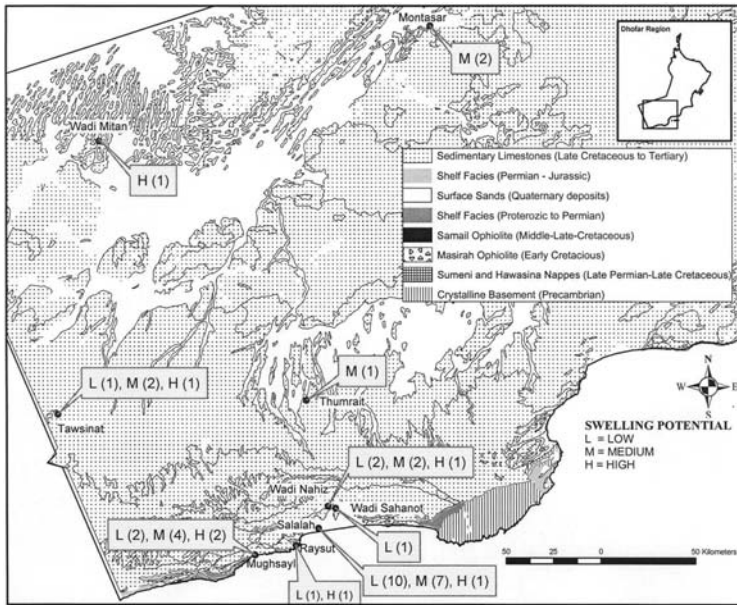 Montasar
M (2)
Dhofar Region
Wadi Mitan
H (1)
Sedimentary Limestones (Late Cretaceous to Tertiary)
Shelf Facies (Permian - Jurassic)
Surface Sands (Quaternary deposits)
Shelf Facies (Proterozic to Permian)
Samail Ophiolite (Middle-Late-Cretaceous)
Masirah Ophiolite (Early Cretacious)
Sumeni and Hawasina Nappes (Late Permian-Late Cretaceous)
Crystalline Basement (Precambrian)
N
W E
S
M (1)
Thumrait
L (1), M (2), H (1)
Tawsinat
SWELLING POTENTIAL
L = LOW
M = MEDIUM
H = HIGH
L (2), M (2), H (1)
Wadi Nahiz
Wadi Sahanot
L (2), M (4), H (2)
Salalah
L (1)
Raysut
Mughsayl
L (10), M (7), H (1)
L (1), H (1)
50 25 0 50 Kilometers